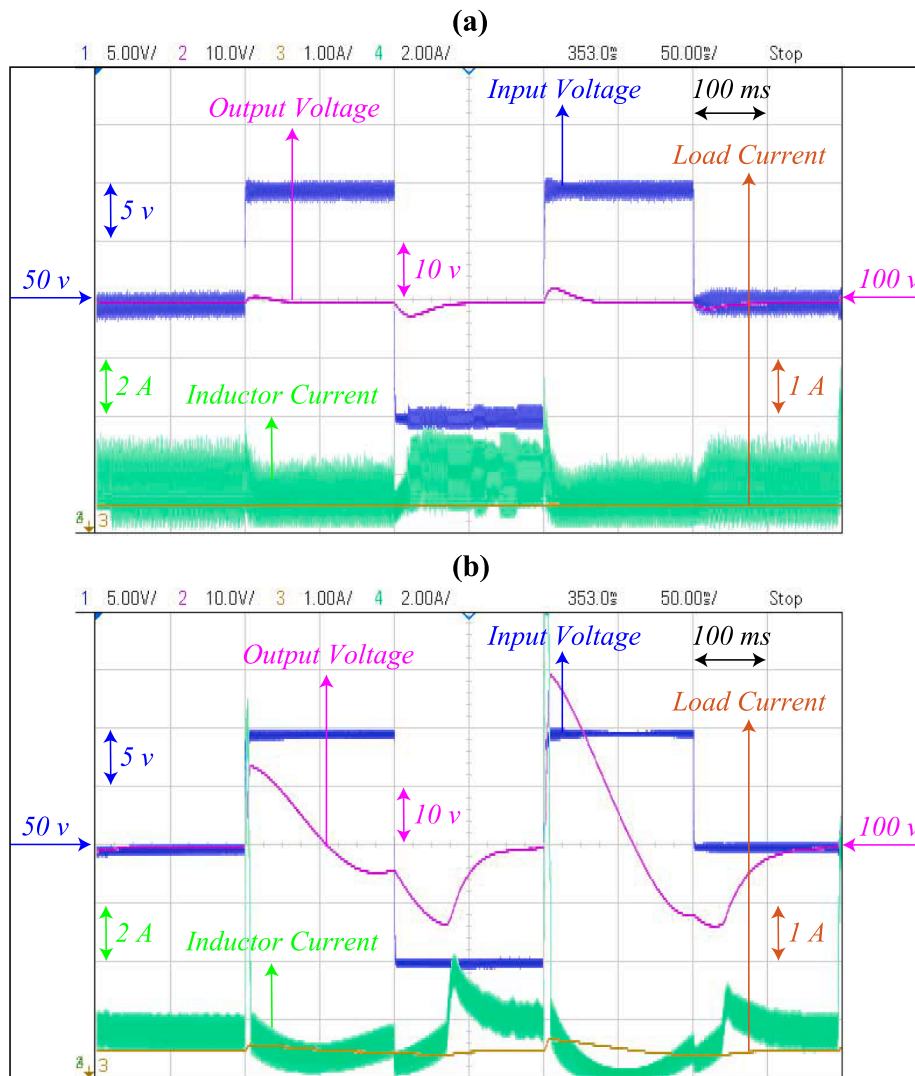 (a)
1 5.00V/ 2 10.0V/ 3 1.00A/ 4 2.00A/ 353.0ms 50.00ms/ Stop
Output Voltage
Input Voltage
100 ms
Load Current
5 v
10 v
50 v
100 v
2 A
1 A
Inductor Current
3
(b)
1 5.00V/ 2 10.0V/ 3 1.00A/ 4 2.00A/ 353.0ms 50.00ms/ Stop
Output Voltage
Input Voltage
100 ms
Load Current
5 v
10 v
50 v
100 v
2 A
1 A
Inductor Current
3